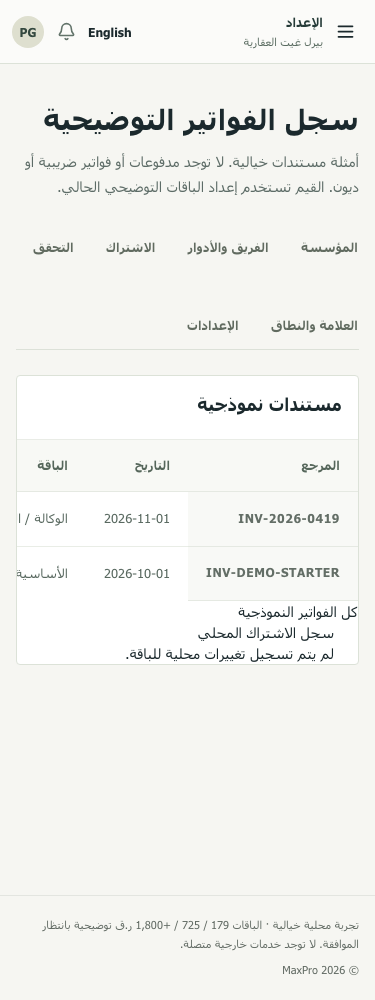 الإعداد
بيرل غيت العقارية
English
PG
سجل الفواتير التوضيحية
أمثلة مستندات خيالية. لا توجد مدفوعات أو فواتير ضريبية أو
ديون. القيم تستخدم إعداد الباقات التوضيحي الحالي.
المؤسسة الفريق والأدوار الاشتراك التحقق
العلامة والنطاق الإعدادات
مستندات نموذجية
المرجع التاريخ الباقة
INV-2026-0419 2026-11-01 الوكالة / ا
INV-DEMO-STARTER 2026-10-01 الأساسية
كل الفواتير النموذجية
سجل الاشتراك المحلي
لم يتم تسجيل تغييرات محلية للباقة.
تجربة محلية خيالية · الباقات 179 / 725 / +1,800 ر.ق توضيحية بانتظار
الموافقة. لا توجد خدمات خارجية متصلة.
© 2026 MaxPro